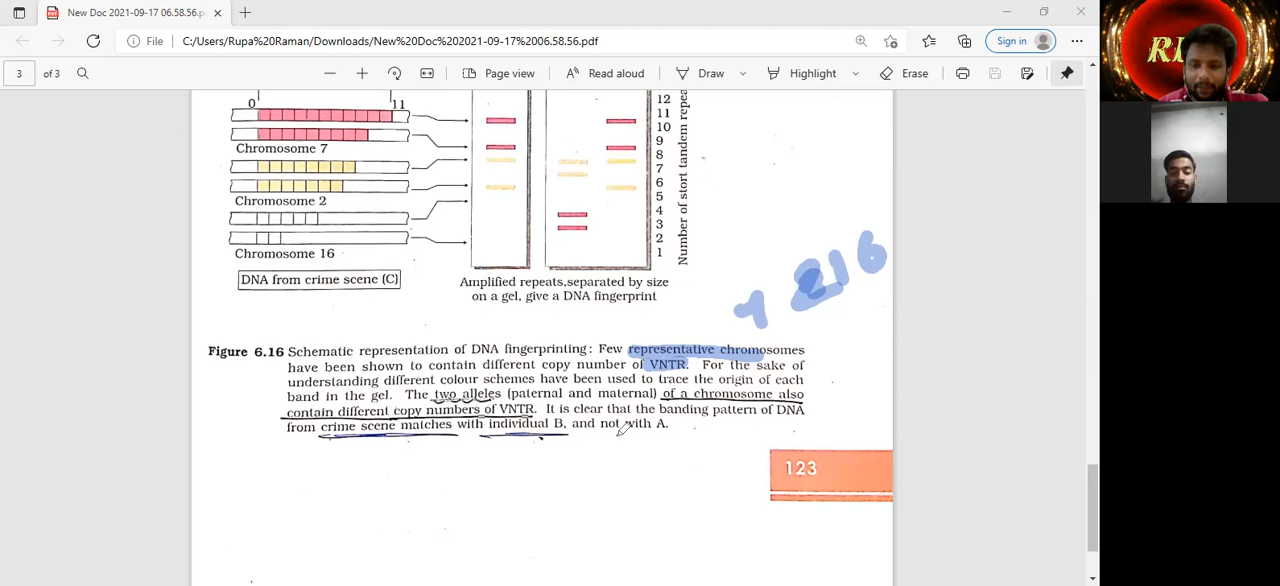 New Doc 2021-09-17 06.58.56.p
File C:/Users/Rupa%20Raman/Downloads/New%20Doc%202021-09-17%2006.58.56.pdf
Sign in
3 of 3
Page view
Read aloud
Draw
Highlight
Erase
0 11
Chromosome 7
Chromosome 2
Chromosome 16
DNA from crime scene (C)
12
11
10
9
8
7
6
5
4
3
2
1
Number of stort tandem repea
Amplified repeats,separated by size
on a gel, give a DNA fingerprint
216
Figure 6.16 Schematic representation of DNA fingerprinting: Few representative chromosomes
have been shown to contain different copy number of VNTR. For the sake of
understanding different colour schemes have been used to trace the origin of each
band in the gel. The two alleles (paternal and maternal) of a chromosome also
contain different copy numbers of VNTR. It is clear that the banding pattern of DNA
from crime scene matches with individual B, and not with A.
123